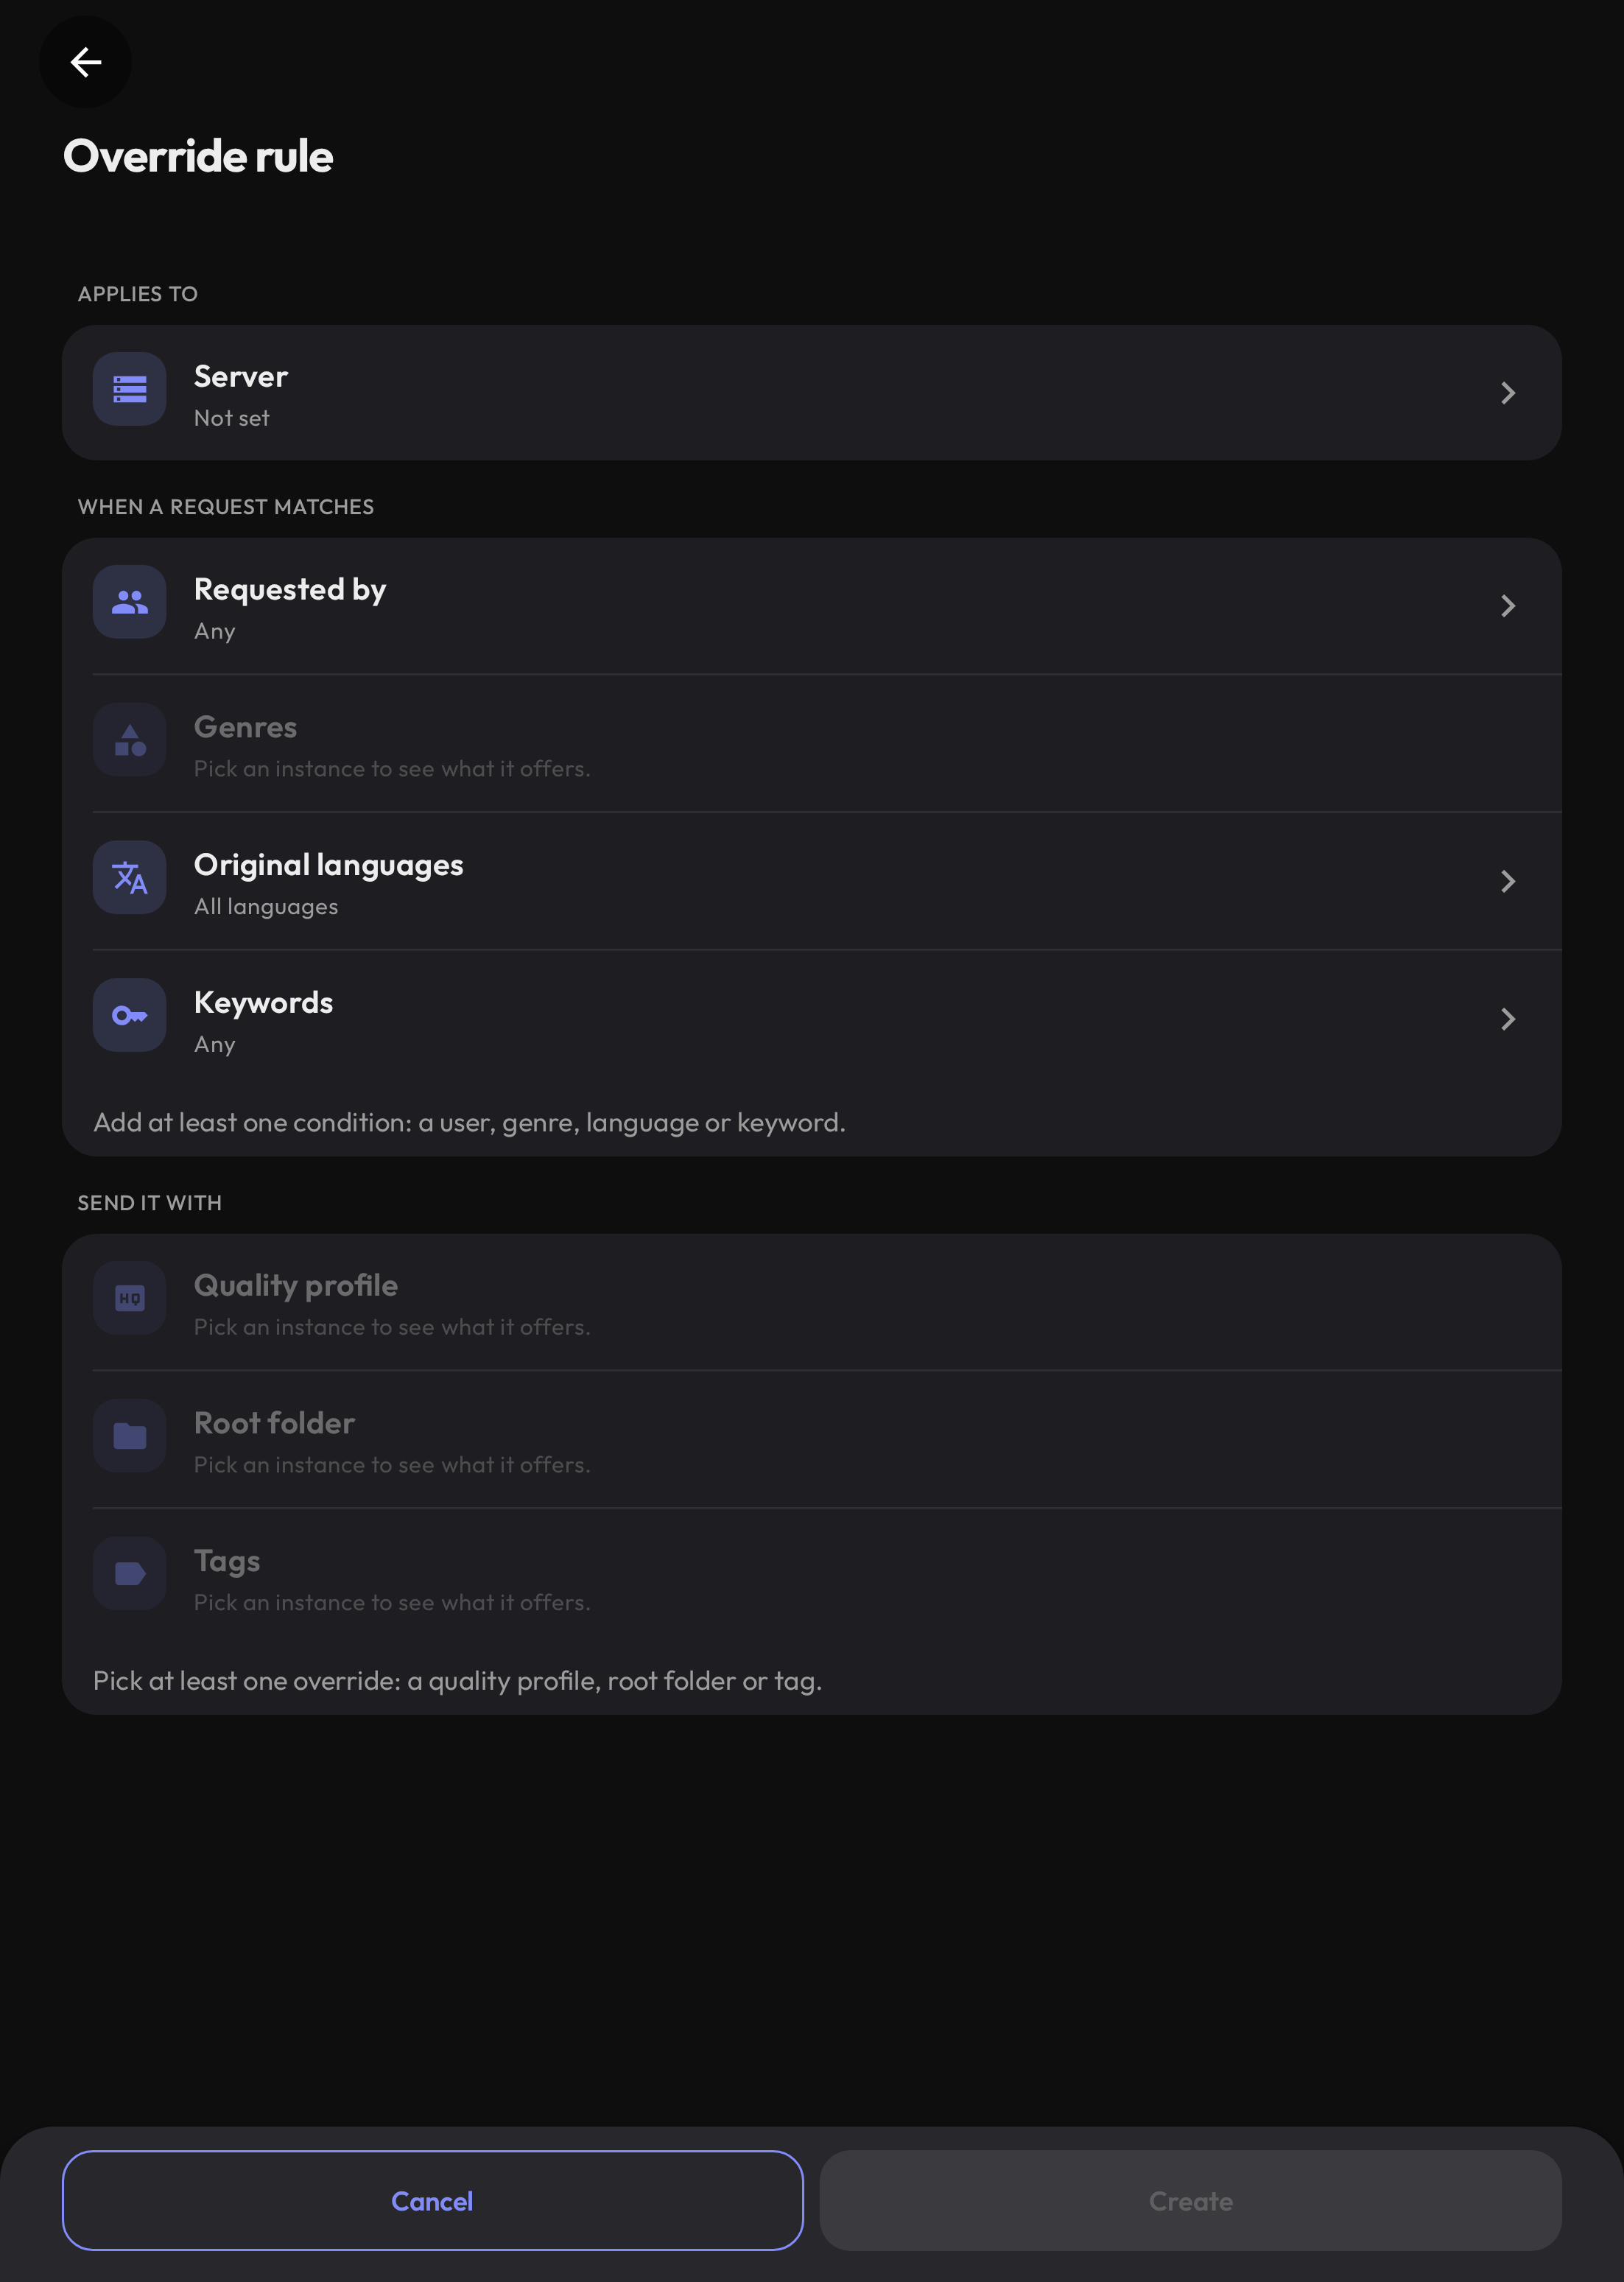 Override rule
APPLIES TO
Server
Not set
WHEN A REQUEST MATCHES
Requested by
Any
Genres
Pick an instance to see what it offers.
Original languages
All languages
Keywords
Any
Add at least one condition: a user, genre, language or keyword.
SEND IT WITH
HQ
Quality profile
Pick an instance to see what it offers.
Root folder
Pick an instance to see what it offers.
Tags
Pick an instance to see what it offers.
Pick at least one override: a quality profile, root folder or tag.
Cancel
Create